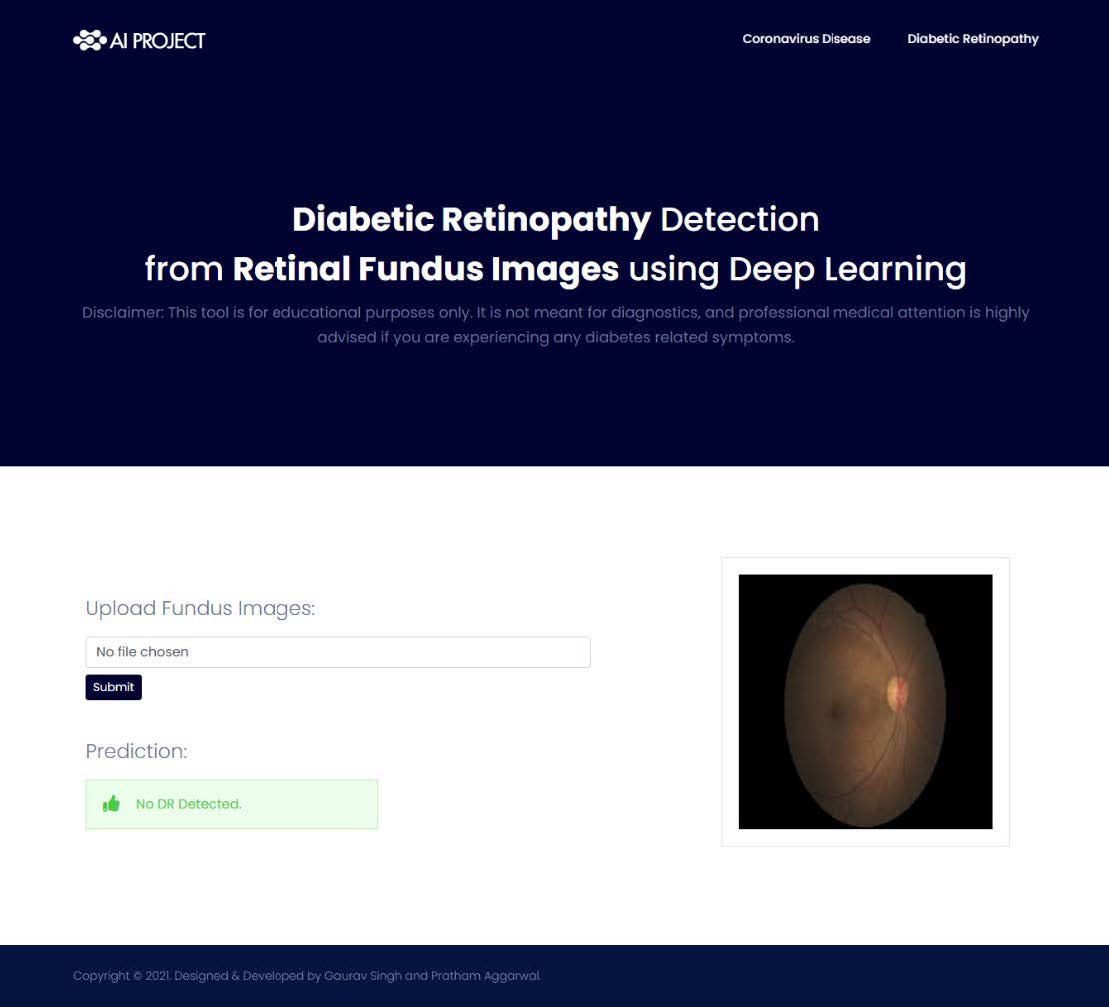 AI PROJECT
Coronavirus Disease
Diabetic Retinopathy
Diabetic Retinopathy Detection
from Retinal Fundus Images using Deep Learning
Disclaimer: This tool is for educational purposes only. It is not meant for diagnostics, and professional medical attention is highly
advised if you are experiencing any diabetes related symptoms.
Upload Fundus Images:
No file chosen
Submit
Prediction:
No DR Detected.
Copyright © 2021. Designed & Developed by Gaurav Singh and Pratham Aggarwal.